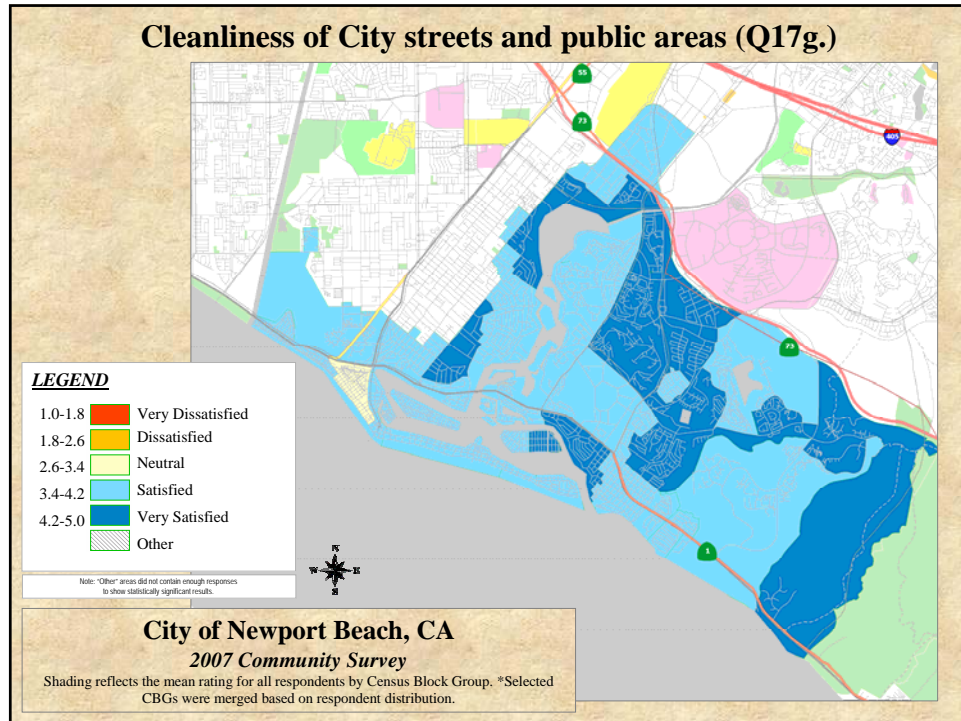 Cleanliness of City streets and public areas (Q17g.)
55
73
405
73
1
LEGEND
1.0-1.8 Very Dissatisfied
1.8-2.6 Dissatisfied
2.6-3.4 Neutral
3.4-4.2 Satisfied
4.2-5.0 Very Satisfied
Other
N
W E
S
Note: "Other" areas did not contain enough responses
to show statistically significant results.
City of Newport Beach, CA
2007 Community Survey
Shading reflects the mean rating for all respondents by Census Block Group. *Selected
CBGs were merged based on respondent distribution.